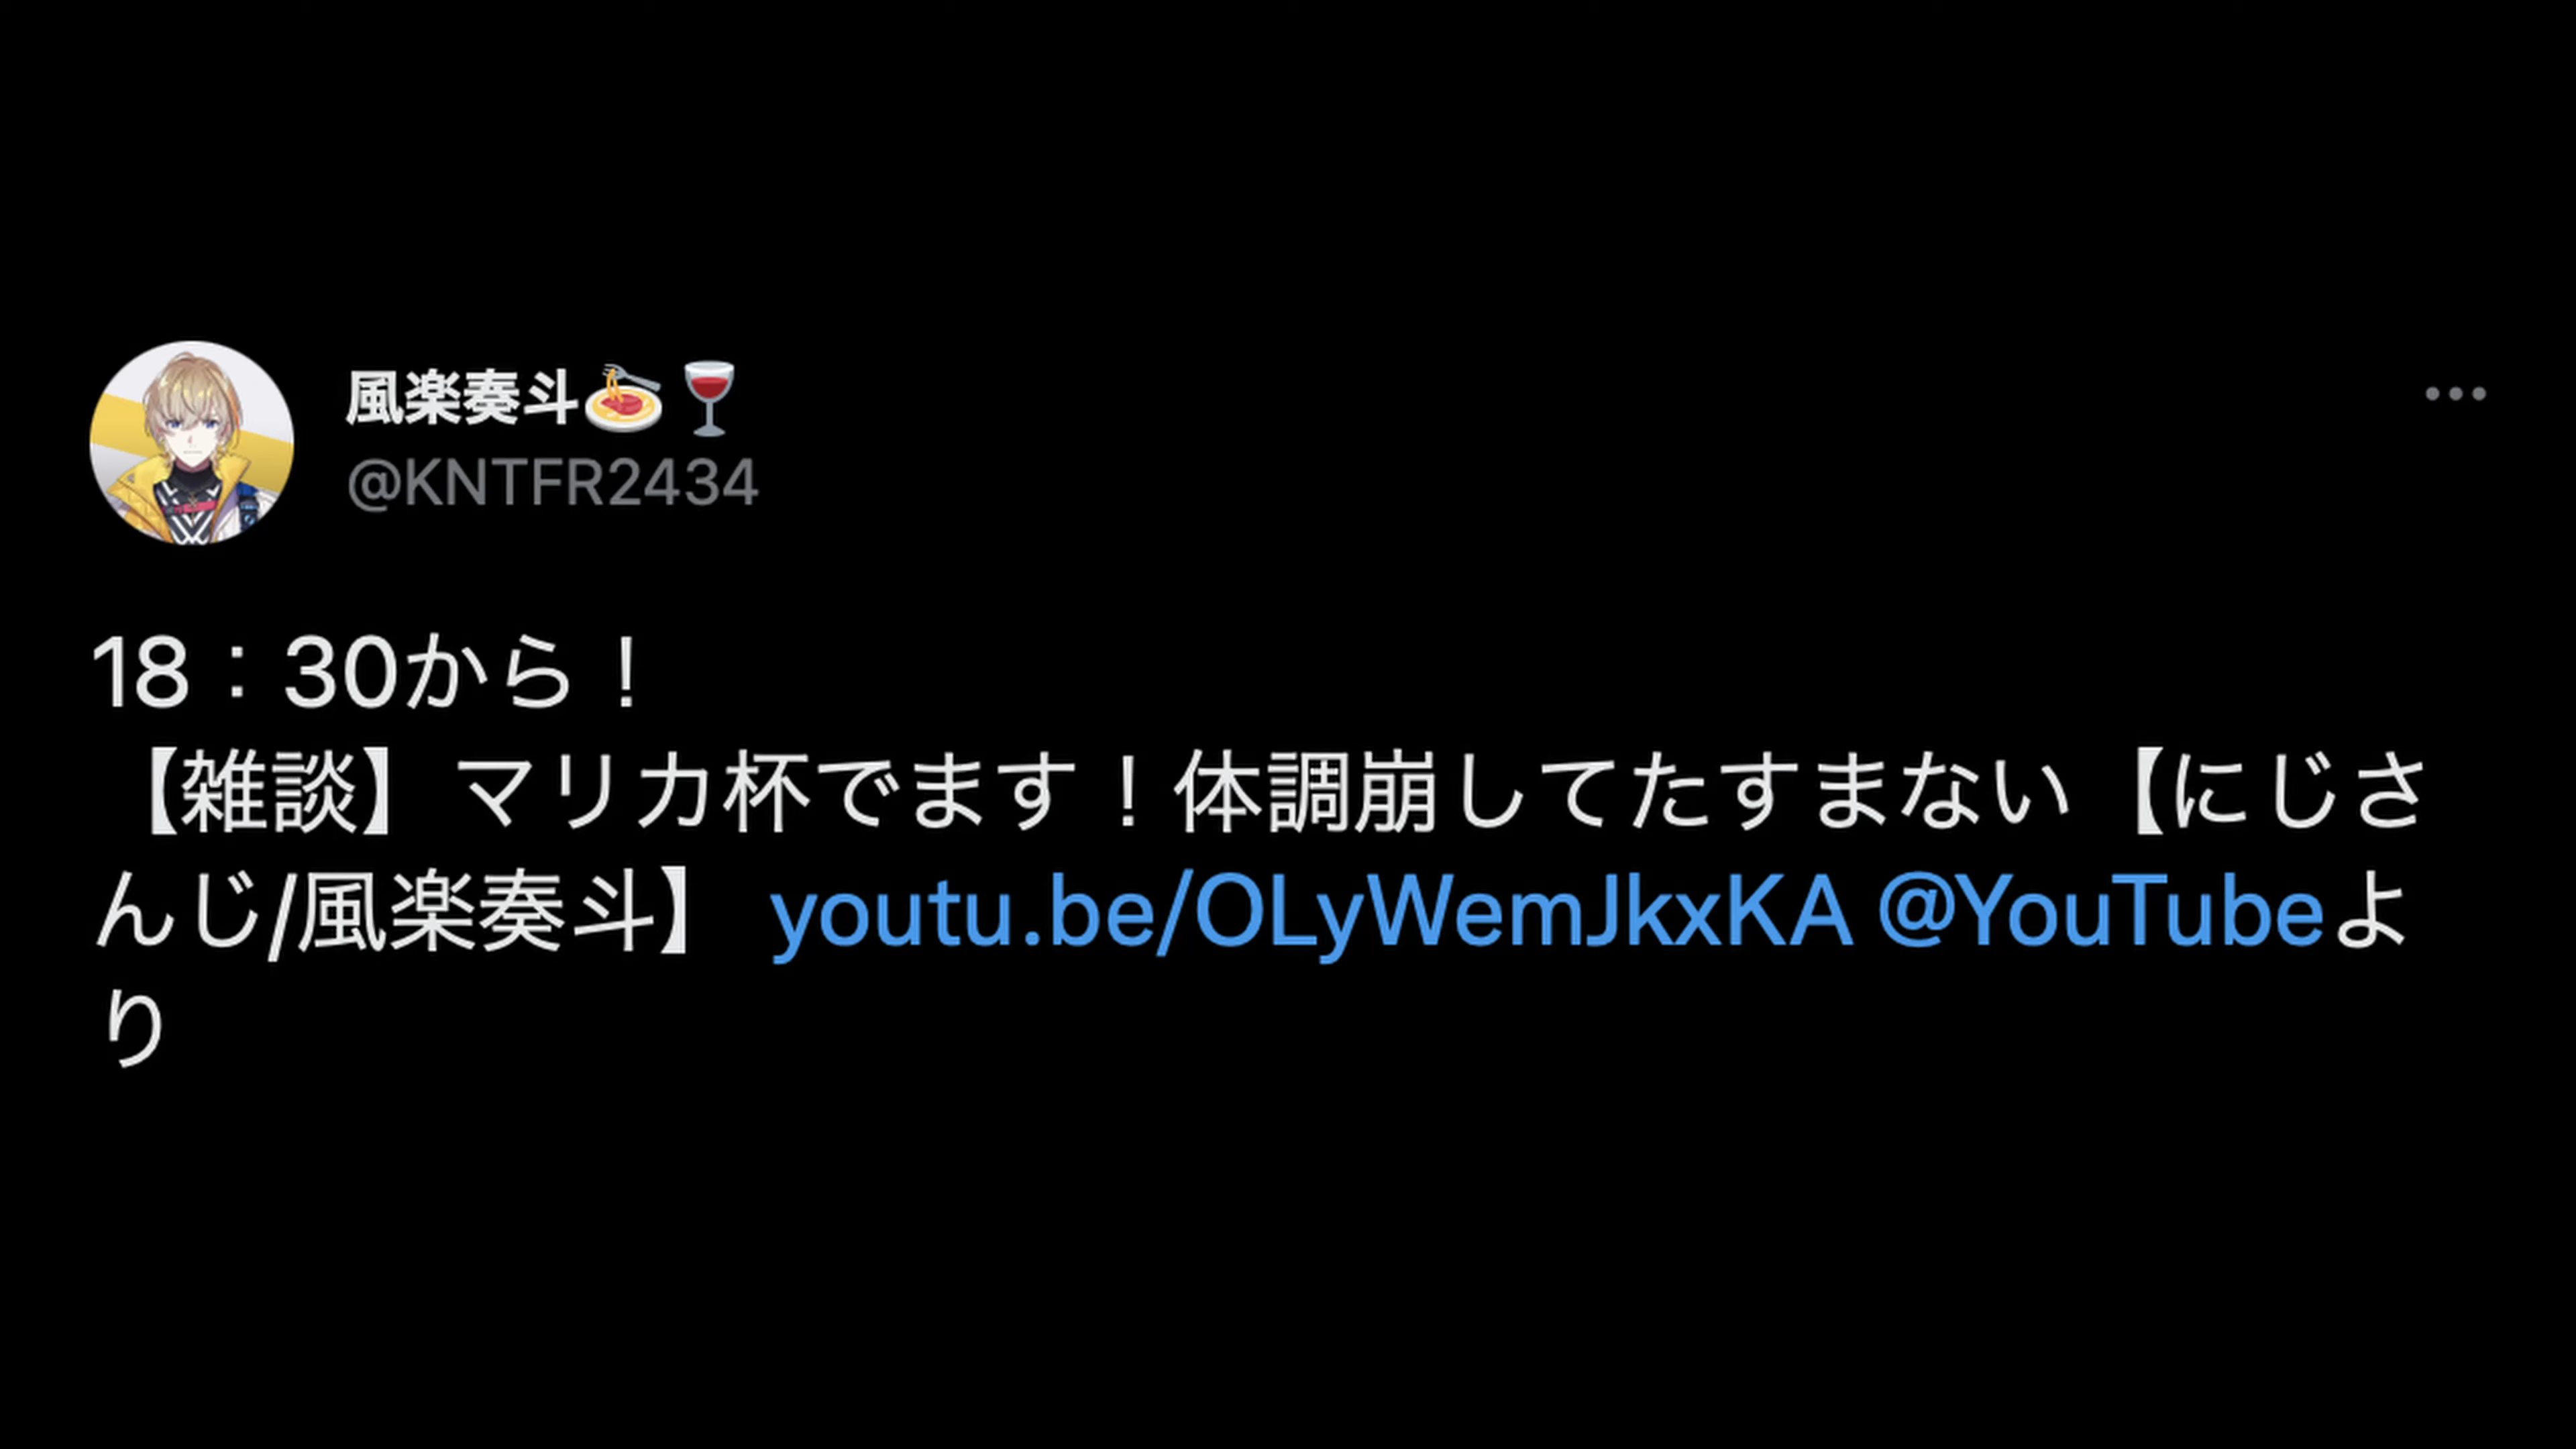 風楽奏斗🍝🍷
@KNTFR2434
18：30から！
【雑談】マリカ杯でます！体調崩してたすまない【にじさ
んじ/風楽奏斗】 youtu.be/OLyWemJkxKA @YouTubeよ
り